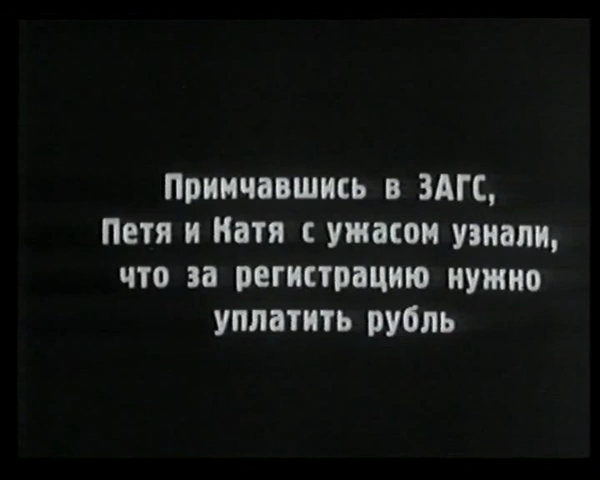 Примчавшись в ЗАГС,
Петя и Катя с ужасом узнали,
что за регистрацию нужно
уплатить рубль